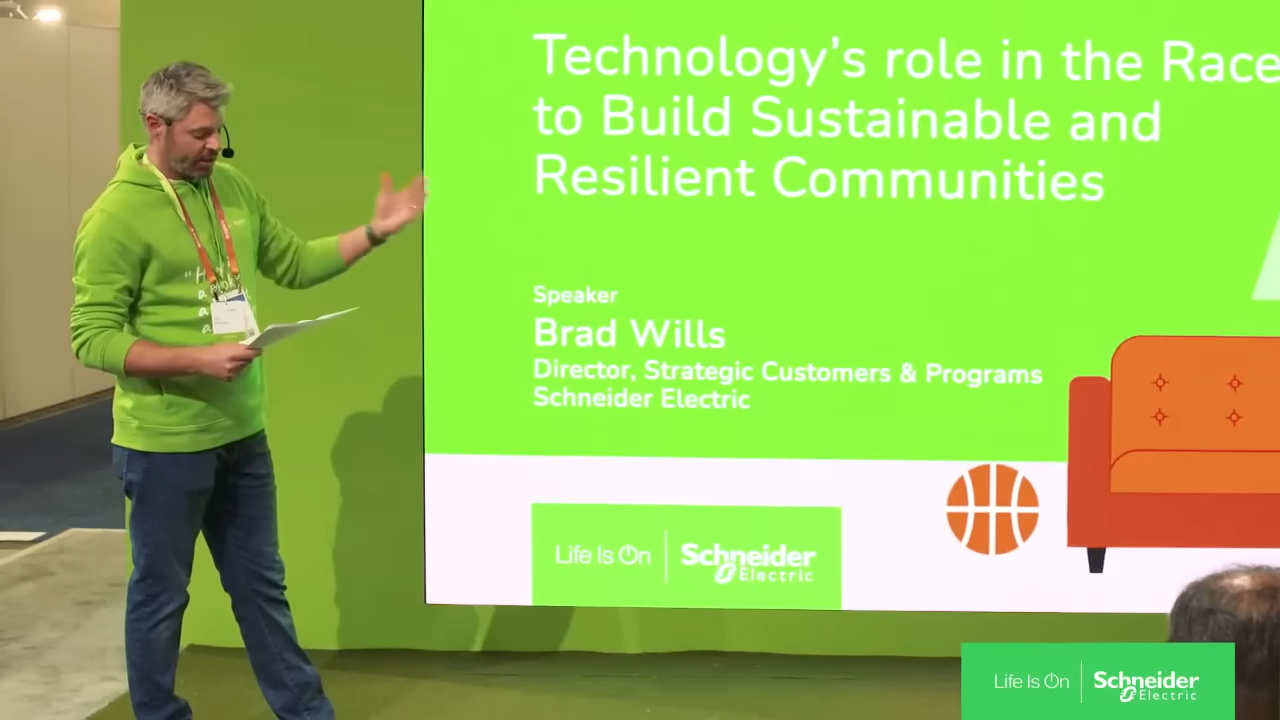 Technology's role in the Race
to Build Sustainable and
Resilient Communities
Speaker
Brad Wills
Director, Strategic Customers & Programs
Schneider Electric
Life Is On
Schneider
Electric
Life Is On
Schneider
Electric